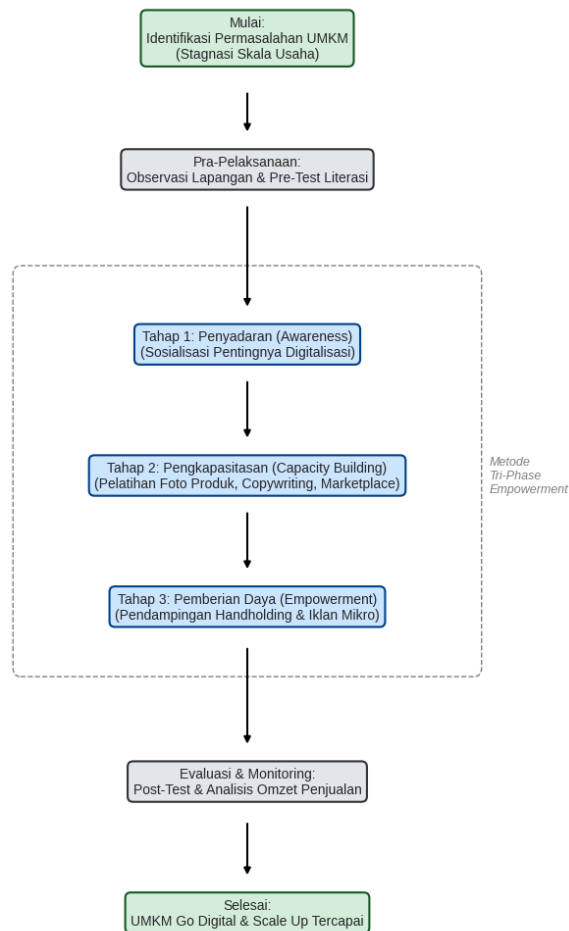 Mulai:
Identifikasi Permasalahan UMKM
(Stagnasi Skala Usaha)
Pra-Pelaksanaan:
Observasi Lapangan & Pre-Test Literasi
Tahap 1: Penyadaran (Awareness)
(Sosialisasi Pentingnya Digitalisasi)
Tahap 2: Pengkapasitasan (Capacity Building)
(Pelatihan Foto Produk, Copywriting, Marketplace)
Metode
Tri-Phase
Empowerment
Tahap 3: Pemberian Daya (Empowerment)
(Pendampingan Handholding & Iklan Mikro)
Evaluasi & Monitoring:
Post-Test & Analisis Omzet Penjualan
Selesai:
UMKM Go Digital & Scale Up Tercapai